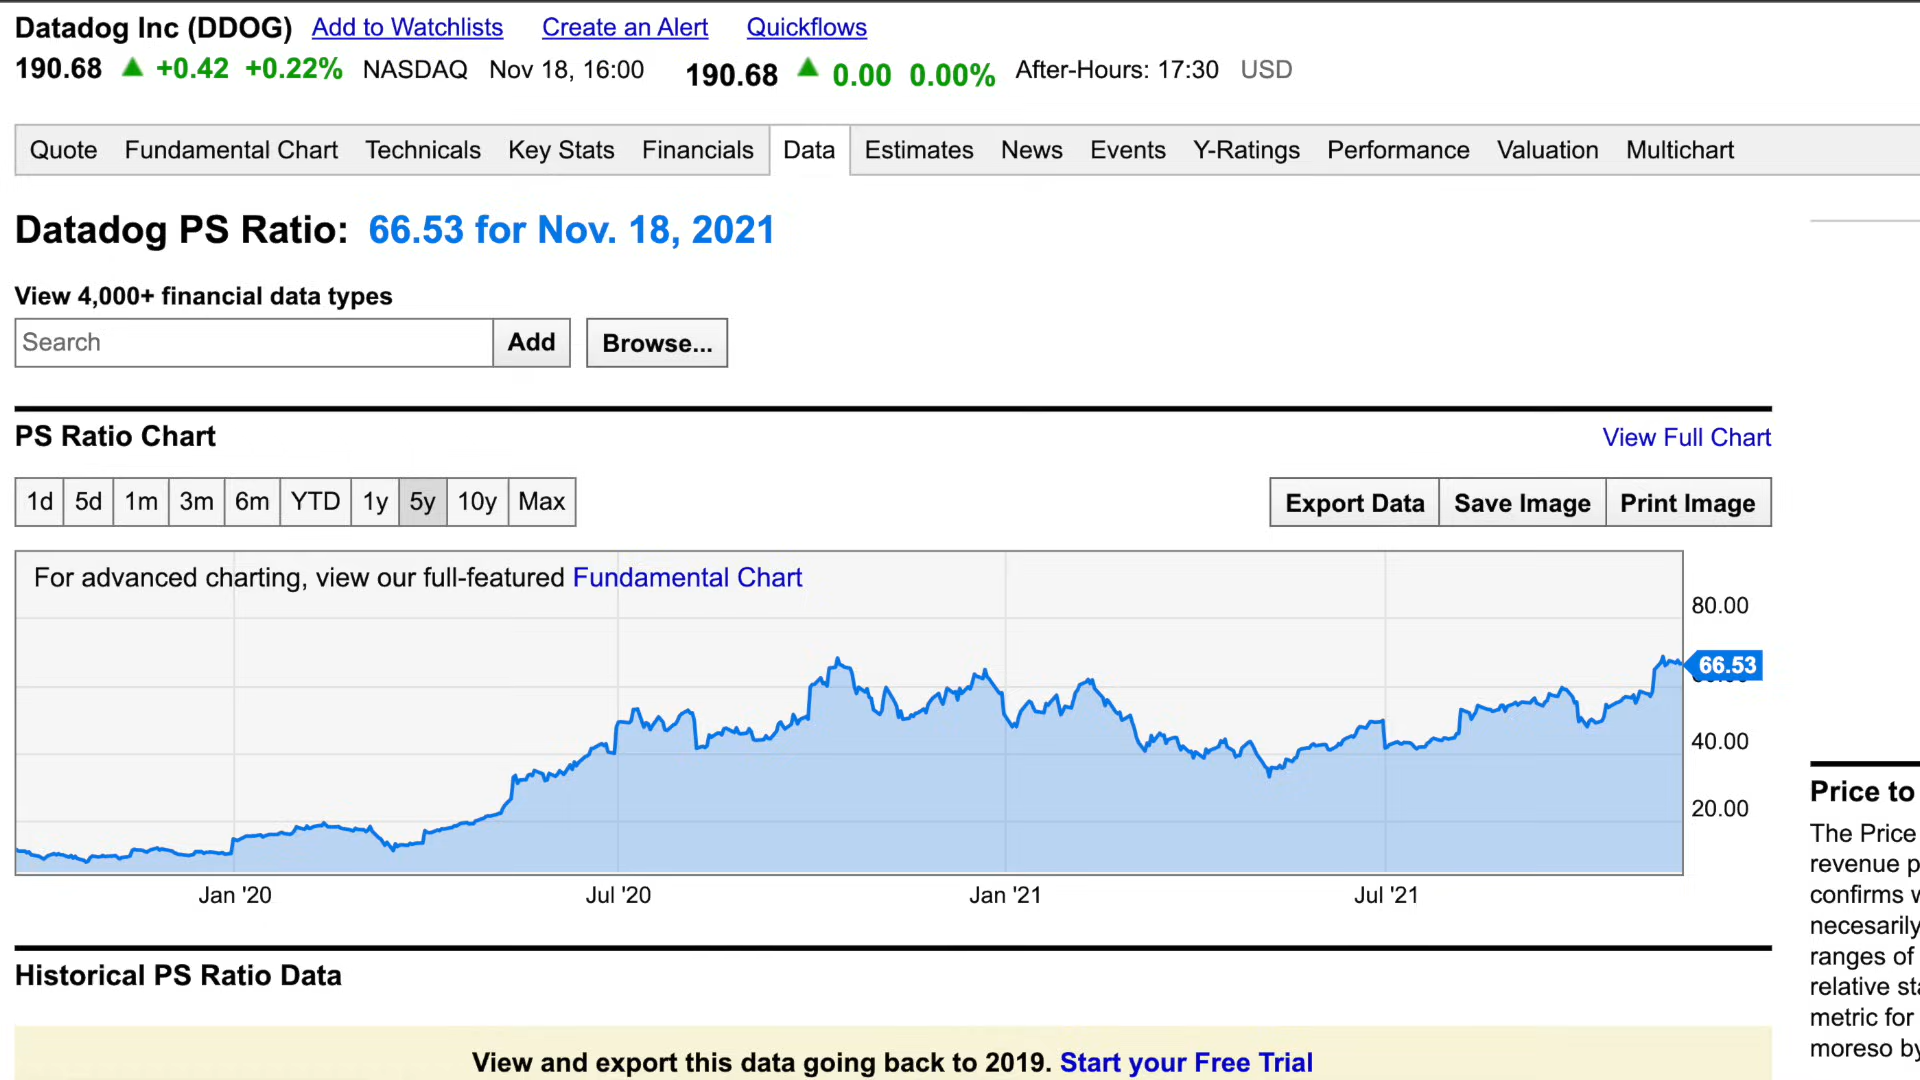 Datadog Inc (DDOG) Add to Watchlists Create an Alert Quickflows
190.68 +0.42 +0.22% NASDAQ Nov 18, 16:00 190.68 0.00 0.00% After-Hours: 17:30 USD
Quote Fundamental Chart Technicals Key Stats Financials Data Estimates News Events Y-Ratings Performance Valuation Multichart
Datadog PS Ratio: 66.53 for Nov. 18, 2021
View 4,000+ financial data types
Search Add Browse...
PS Ratio Chart View Full Chart
1d 5d 1m 3m 6m YTD 1y 5y 10y Max Export Data Save Image Print Image
For advanced charting, view our full-featured Fundamental Chart
80.00
66.53
40.00
20.00
Jan '20 Jul '20 Jan '21 Jul '21
Historical PS Ratio Data
View and export this data going back to 2019. Start your Free Trial
Price to
The Price
revenue p
confirms
necesarily
ranges of
relative sta
metric for
moreso by